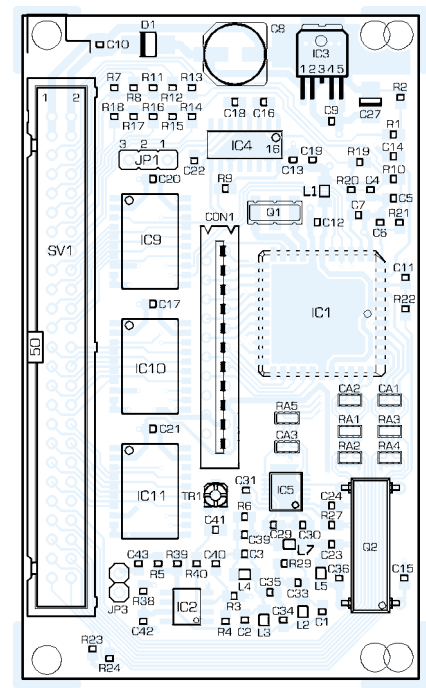 D1
C8
C10
IC3
1 2 3 4 5
R7 R11 R13
R8 R12
R2
1 2
C18 C16
C9
C27
R18 R16 R14
R17 R15
R1
3 2 1
JP1
IC4
16
C14
C22
C13 C19
R19
C20
R9
R10
L1
R20 C4
C5
CON1
Q1
C7
C12
C6 R21
SV1
IC9
C11
C17
IC1
R22
50
IC10
CA2 CA1
RA5
RA1 RA3
C21
CA3
RA2 RA4
IC11
C31
IC5
TR1
R6
C24
C41
C29 C30
R27
C39
L7
C23
Q2
C43 R39 C40
C3
R5 R40
R29
L4
L5
C36
C15
JP3
R38
IC2
R3
C35
C33
C42
R4 C2 L3
C34
L2
C1
R23
R24